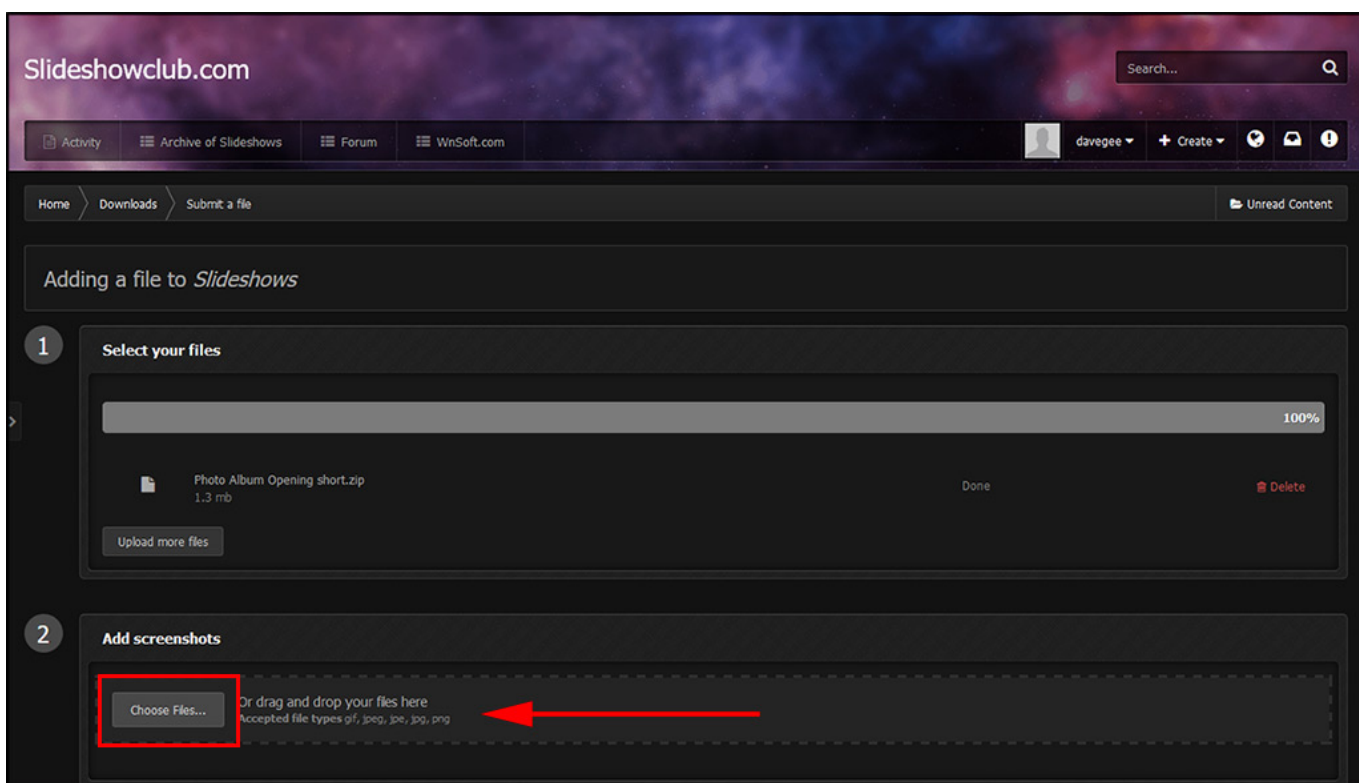 Slideshowclub.com
Search...
Activity
Archive of Slideshows
Forum
WnSoft.com
davegee
Create
Home
Downloads
Submit a file
Unread Content
Adding a file to Slideshows
1
Select your files
100%
Photo Album Opening short.zip
1.3 mb
Done
Delete
Upload more files
2
Add screenshots
Choose Files...
Or drag and drop your files here
Accepted file types gif, jpeg, jpe, jpg, png